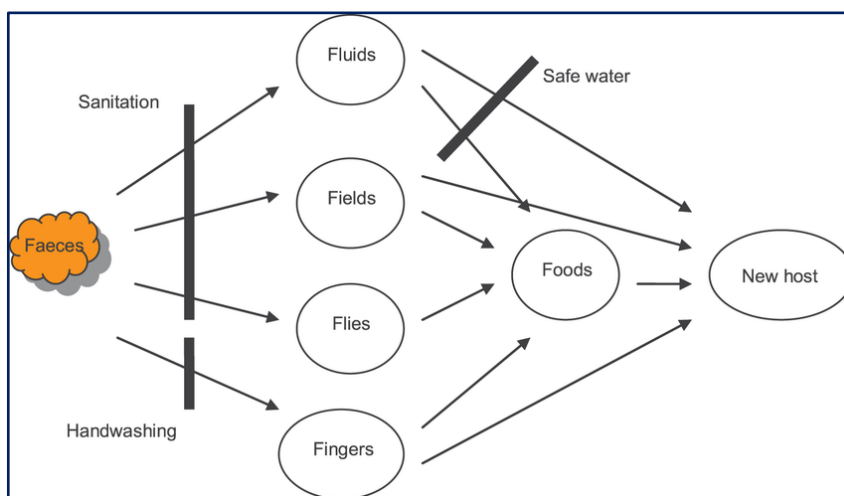 Fluids
Safe water
Sanitation
Fields
Faeces
Foods
New host
Flies
Handwashing
Fingers